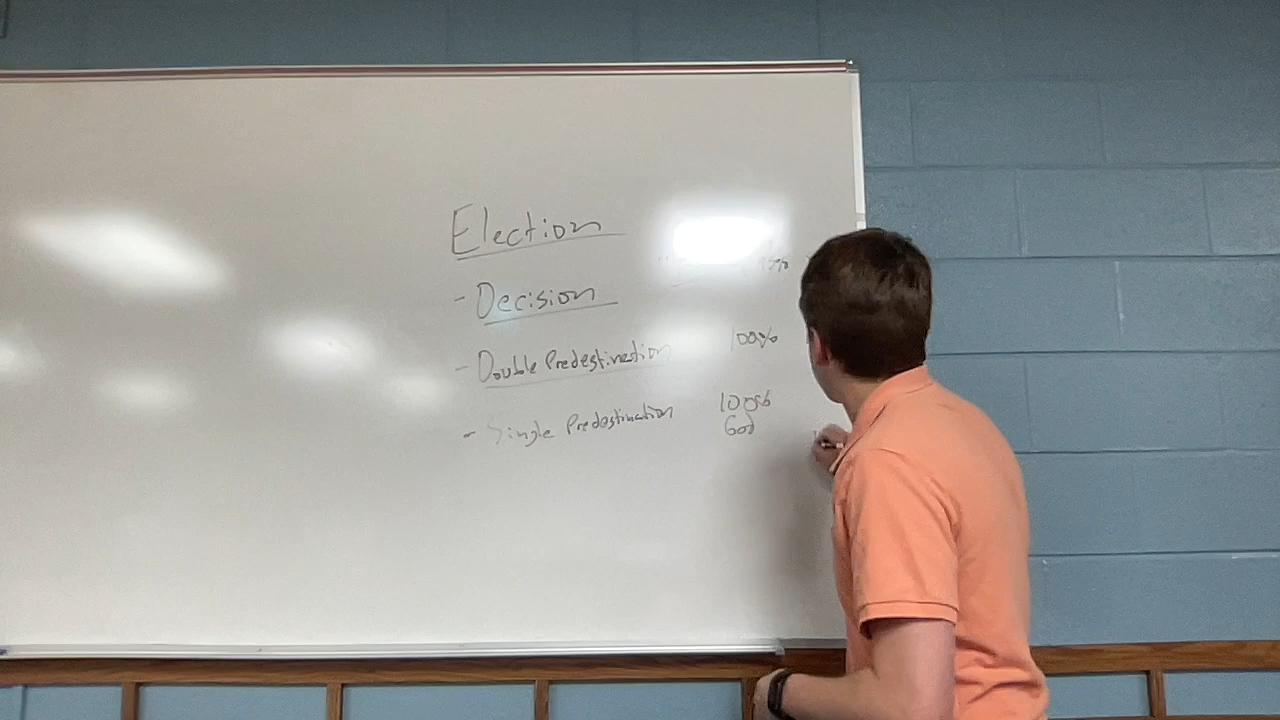 Election
- Decision
- Double Predestination 100%
- Single Predestination 100%
God